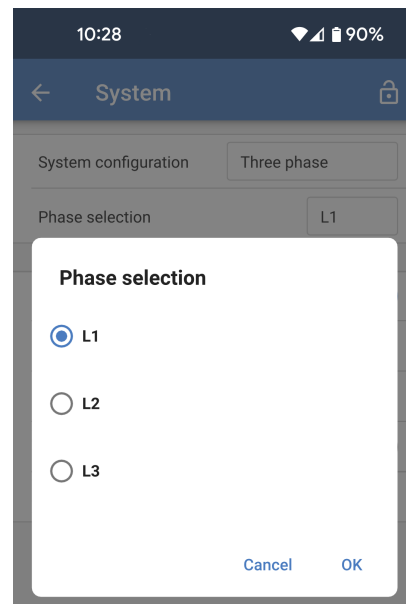 10:28 90%
System
System configuration Three phase
Phase selection L1
Phase selection
L1
L2
L3
Cancel OK